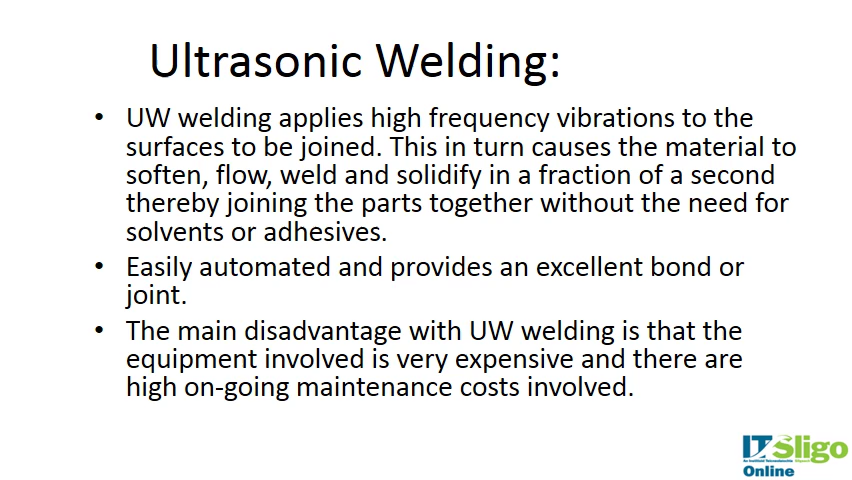 Ultrasonic Welding:
• UW welding applies high frequency vibrations to the
surfaces to be joined. This in turn causes the material to
soften, flow, weld and solidify in a fraction of a second
thereby joining the parts together without the need for
solvents or adhesives.
• Easily automated and provides an excellent bond or
joint.
• The main disadvantage with UW welding is that the
equipment involved is very expensive and there are
high on-going maintenance costs involved.
ITSligo
Online